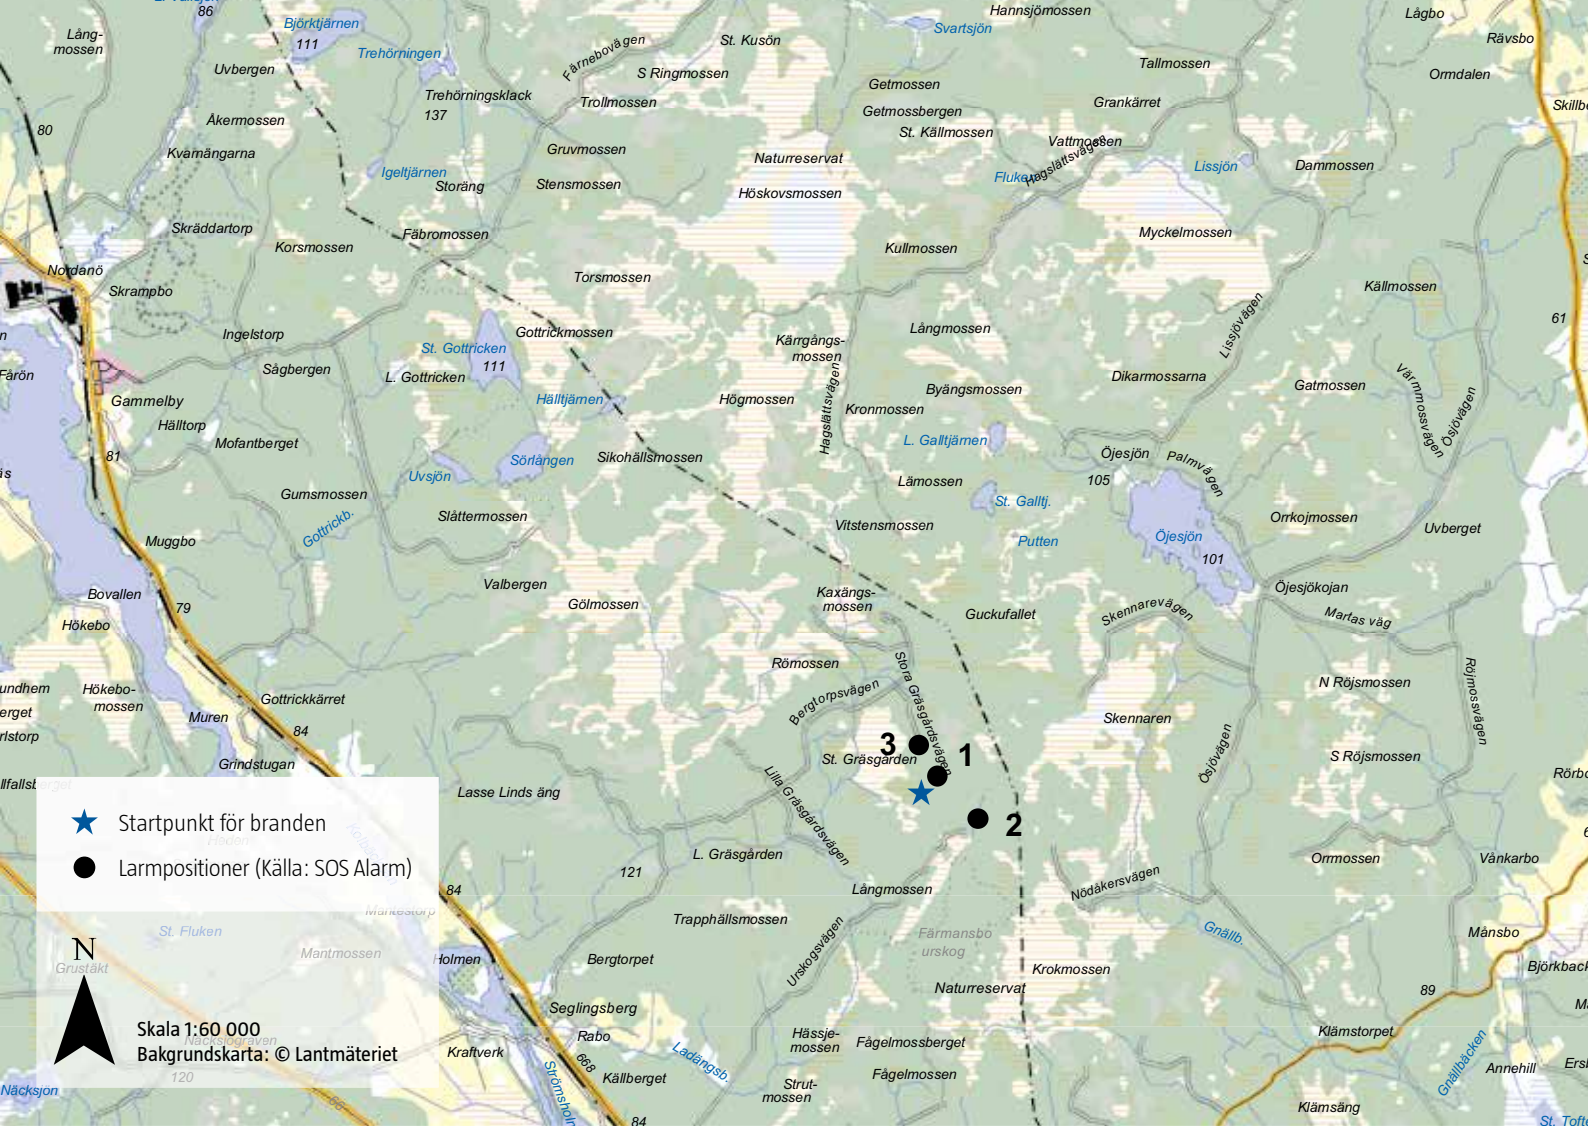 86
Björktjärnen
111
Lång-
mossen
Trehörningen
Uvbergen
Färnebovägen
St. Kusön
S Ringmossen
Trollmossen
Trehörningsklack
137
Hannsjömossen
Svartsjön
Lågbo
Rävsbo
Tallmossen
Ormdalen
Getmossen
Getmossbergen
Grankärret
St. Källmossen
Vattmossen
Hagslättsvägen
80
Åkermossen
Kvarnängarna
Gruvmossen
Naturreservat
Höskovsmossen
Igeltjärnen
Storäng
Stensmossen
Lissjön
Dammossen
Skräddartorp
Korsmossen
Fäbromossen
Kullmossen
Myckelmossen
Nordanö
Skrampbo
Torsmossen
Källmossen
61
Ingelstorp
Gottrickmossen
Kärrgångs-
mossen
Långmossen
Lissjövägen
St. Gottricken
111
L. Gottricken
Sågbergen
Fårön
Gammelby
Hälltjärnen
Högmossen
Hagslättsvägen
Byängsmossen
Kronmossen
Dikarmossarna
Gatmossen
Värmmossvägen
Ösjövägen
Hälltorp
Mofantberget
81
Sörlången
Sikohällsmossen
L. Galltjärnen
Öjesjön
Palmvägen
105
Uvsjön
Gumsmossen
Lämossen
St. Galltj.
Slåttermossen
Gottrickb.
Vitstensmossen
Putten
Öjesjön
101
Orrkojmossen
Uvberget
Muggbo
Valbergen
Gölmossen
Bovallen
79
Hökebo
Kaxängs-
mossen
Guckufallet
Skennarevägen
Öjesjökojan
Martas väg
Römossen
Stora Gräsgårdsvägen
Bergtorpsvägen
N Röjsmossen
Röjmossvägen
Hökebo-
mossen
Gottrickkärret
Muren
84
Skennaren
Grindstugan
3
1
St. Gräsgården
Ösjövägen
S Röjsmossen
Lasse Linds äng
Lilla Gräsgårdsvägen
2
Startpunkt för branden
Larmpositioner (Källa: SOS Alarm)
L. Gräsgården
121
Orrmossen
Vånkarbo
84
Långmossen
Nödåkersvägen
Trapphällsmossen
Urskogsvägen
Färmansbo
urskog
Gnällb.
Månsbo
St. Fluken
Mantmossen
N
Grustäkt
Holmen
Bergtorpet
Krokmossen
Naturreservat
89
Seglingsberg
Skala 1:60 000
Bakgrundskarta: © Lantmäteriet
Rabo
Kraftverk
668
Ladängsb.
Hässje-
mossen
Fågelmossberget
Klämstorpet
Gnällbäcken
Annehill
120
Näcksjön
Källberget
Fågelmossen
Strut-
mossen
Klämsäng
66
84